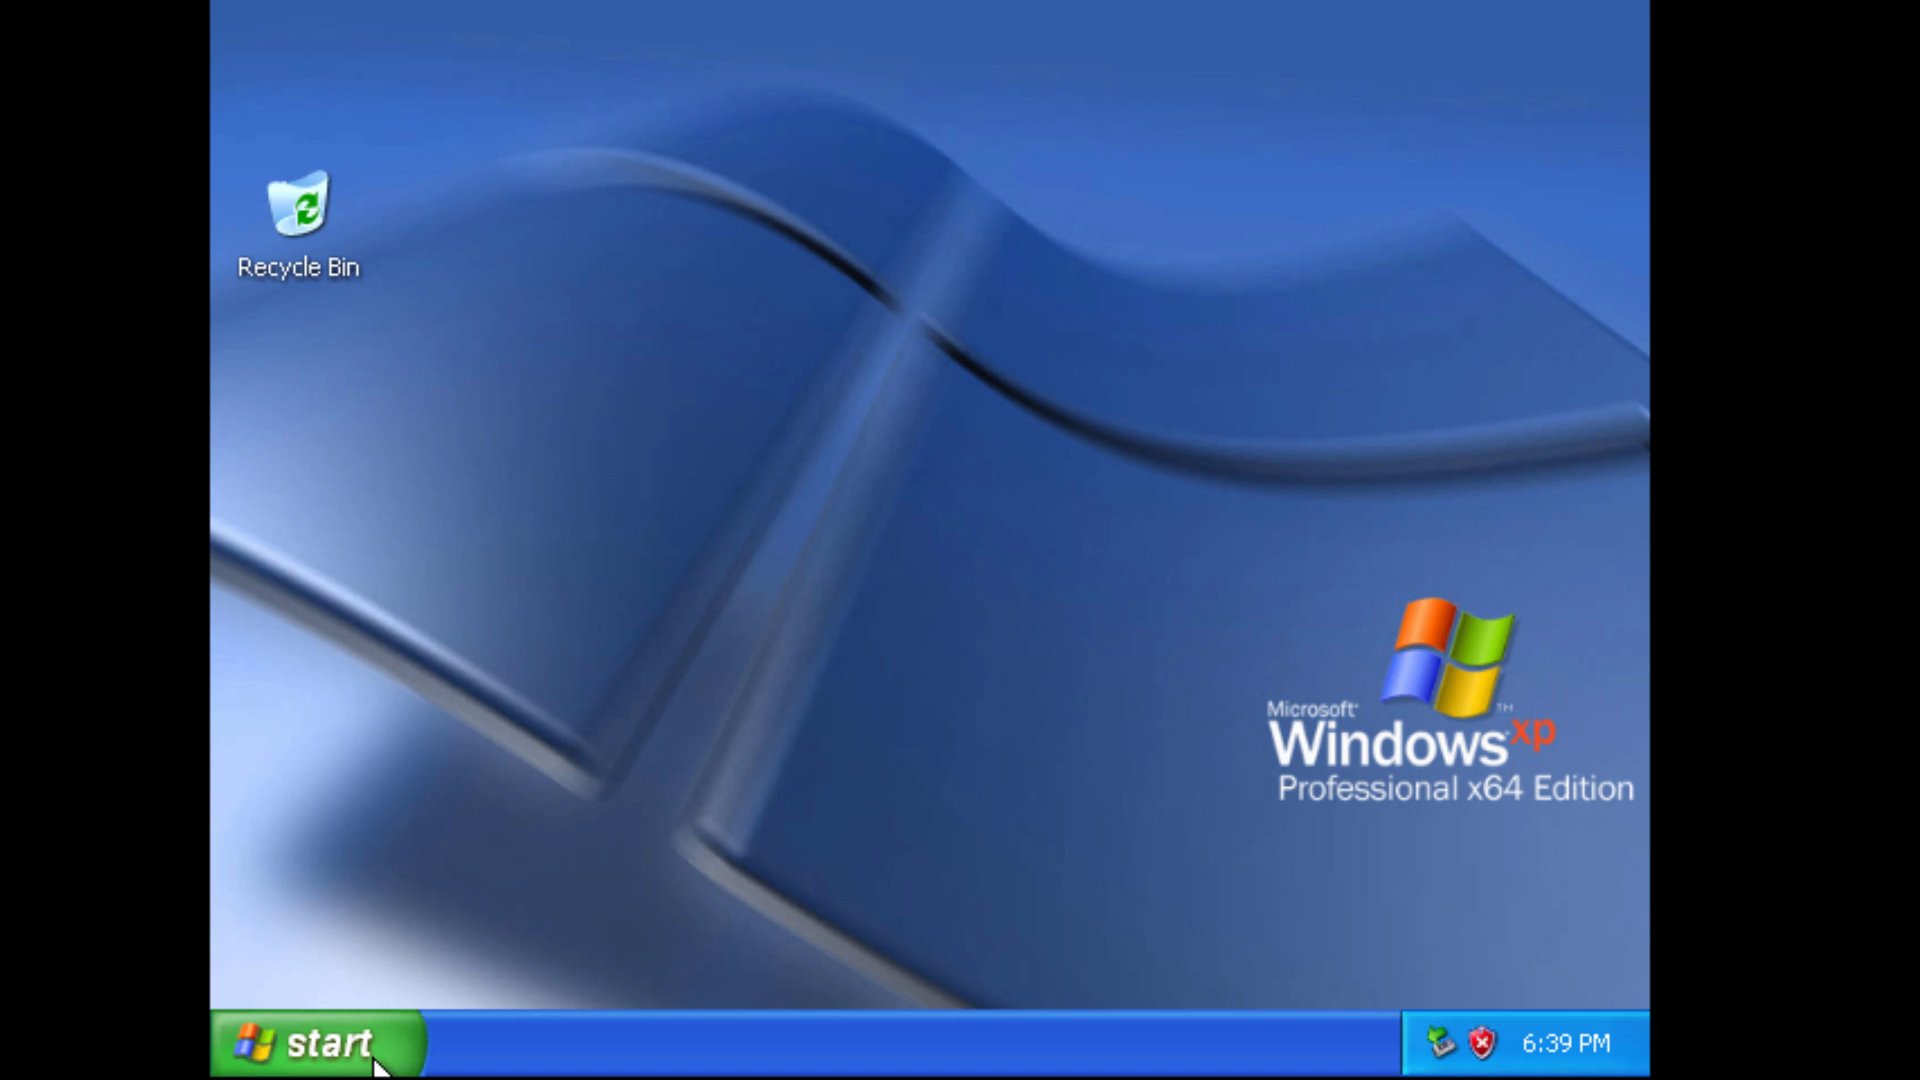 Recycle Bin
Microsoft
Windows xp
Professional x64 Edition
start
6:39 PM